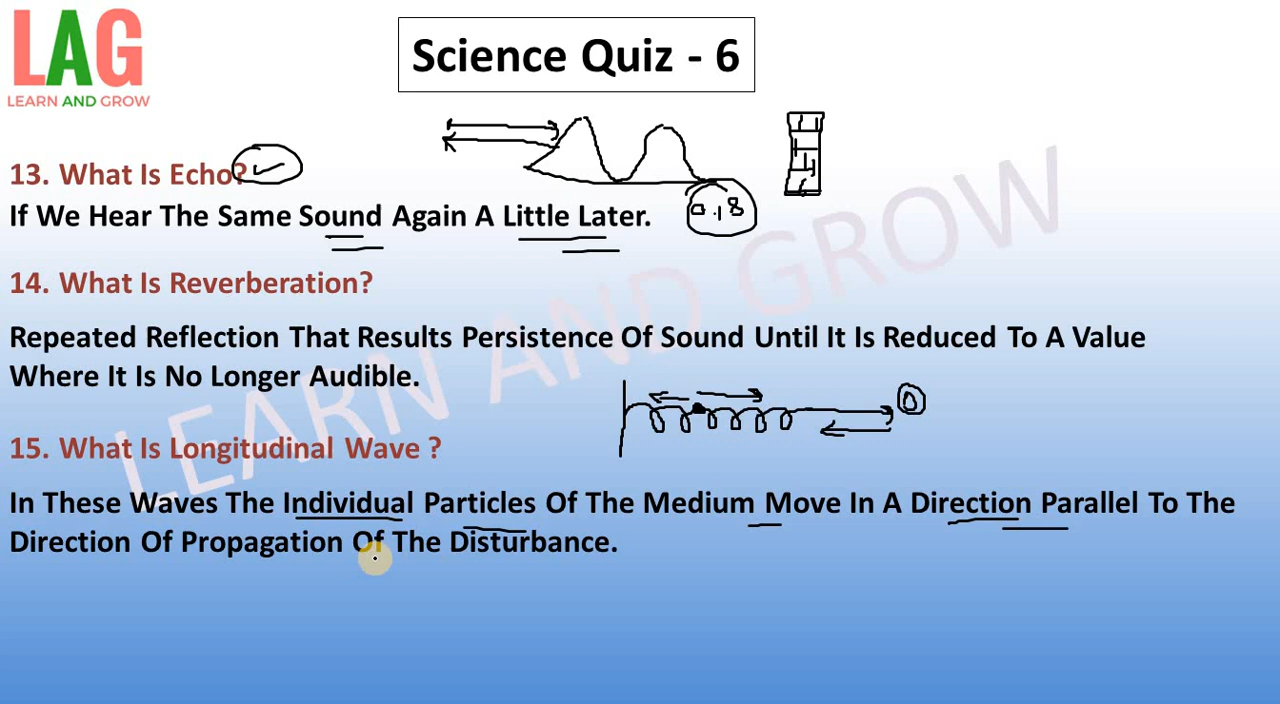 LAG
LEARN AND GROW
Science Quiz - 6
13. What Is Echo?
If We Hear The Same Sound Again A Little Later.
14. What Is Reverberation?
Repeated Reflection That Results Persistence Of Sound Until It Is Reduced To A Value
Where It Is No Longer Audible.
15. What Is Longitudinal Wave ?
In These Waves The Individual Particles Of The Medium Move In A Direction Parallel To The
Direction Of Propagation Of The Disturbance.
LEARN AND GROW